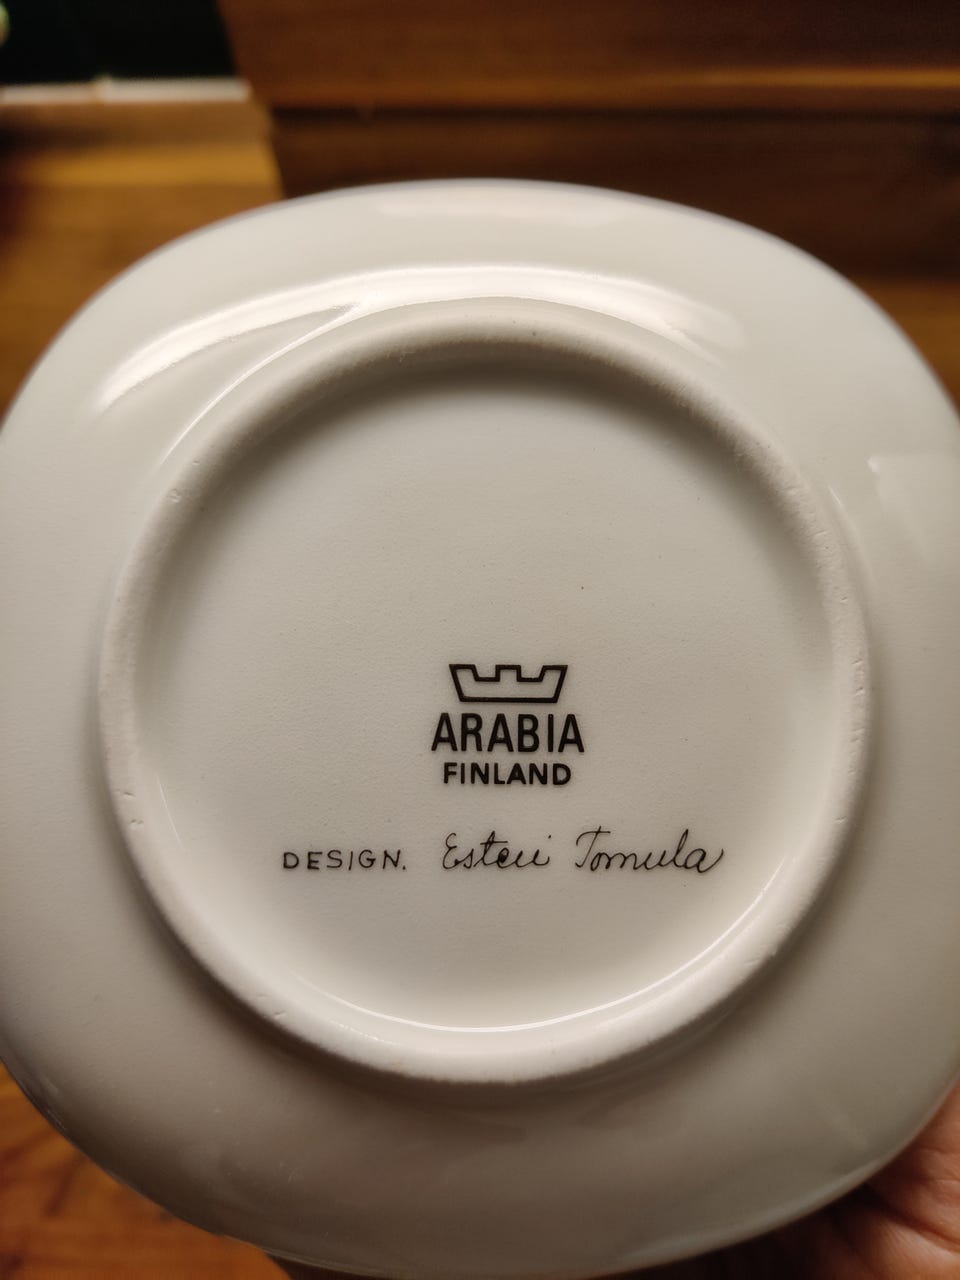 ARABIA
FINLAND
DESIGN. Esteri Tomula